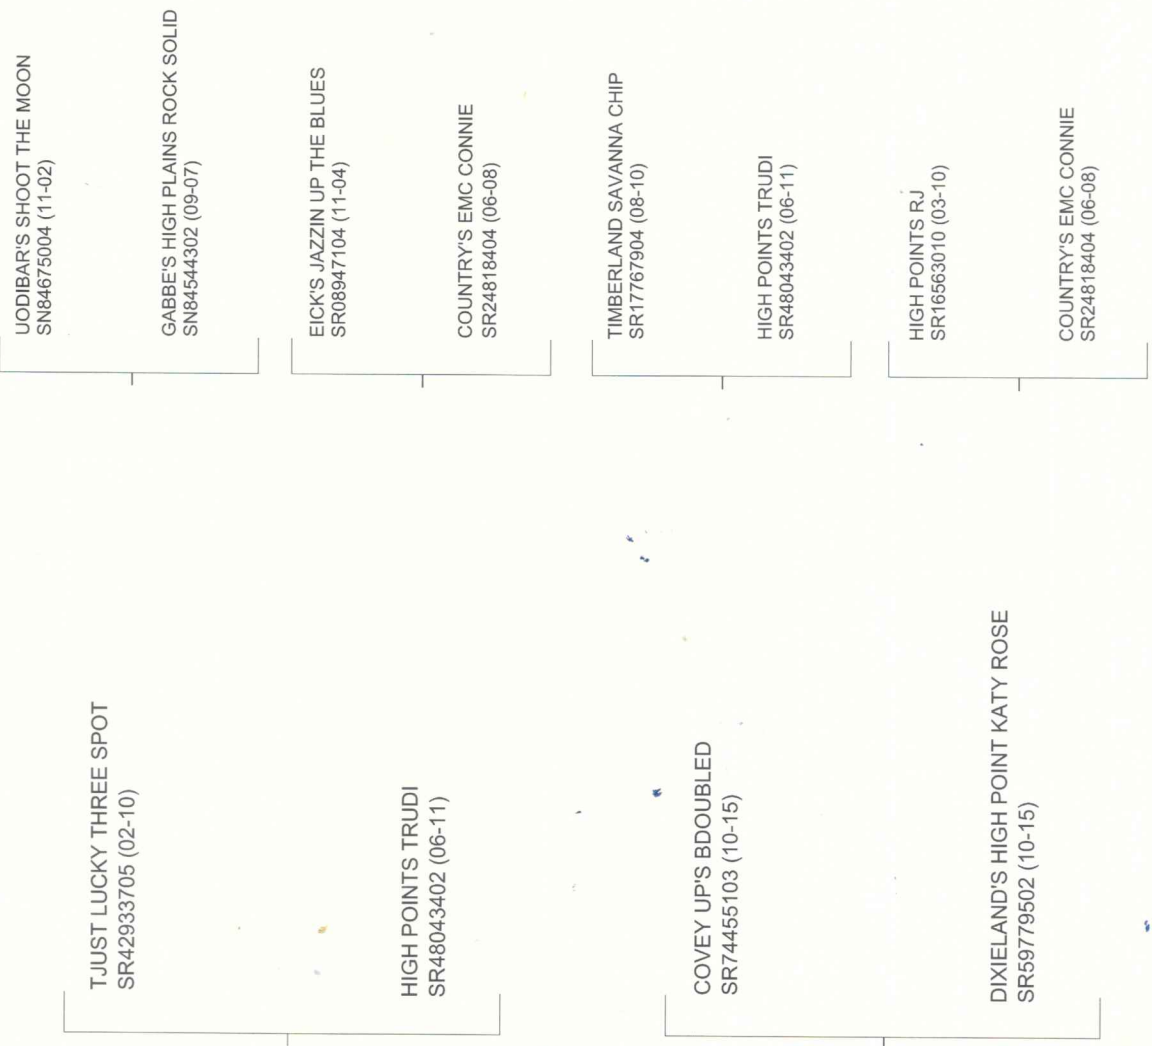 UODIBAR'S SHOOT THE MOON
SN84675004 (11-02)
GABBE'S HIGH PLAINS ROCK SOLID
SN84544302 (09-07)
EICK'S JAZZIN UP THE BLUES
SR08947104 (11-04)
COUNTRY'S EMC CONNIE
SR24818404 (06-08)
TIMBERLAND SAVANNA CHIP
SR17767904 (08-10)
HIGH POINTS TRUDI
SR48043402 (06-11)
HIGH POINTS RJ
SR16563010 (03-10)
COUNTRY'S EMC CONNIE
SR24818404 (06-08)
TJUST LUCKY THREE SPOT
SR42933705 (02-10)
HIGH POINTS TRUDI
SR48043402 (06-11)
COVEY UP'S BDOUBLED
SR74455103 (10-15)
DIXIELAND'S HIGH POINT KATY ROSE
SR59779502 (10-15)